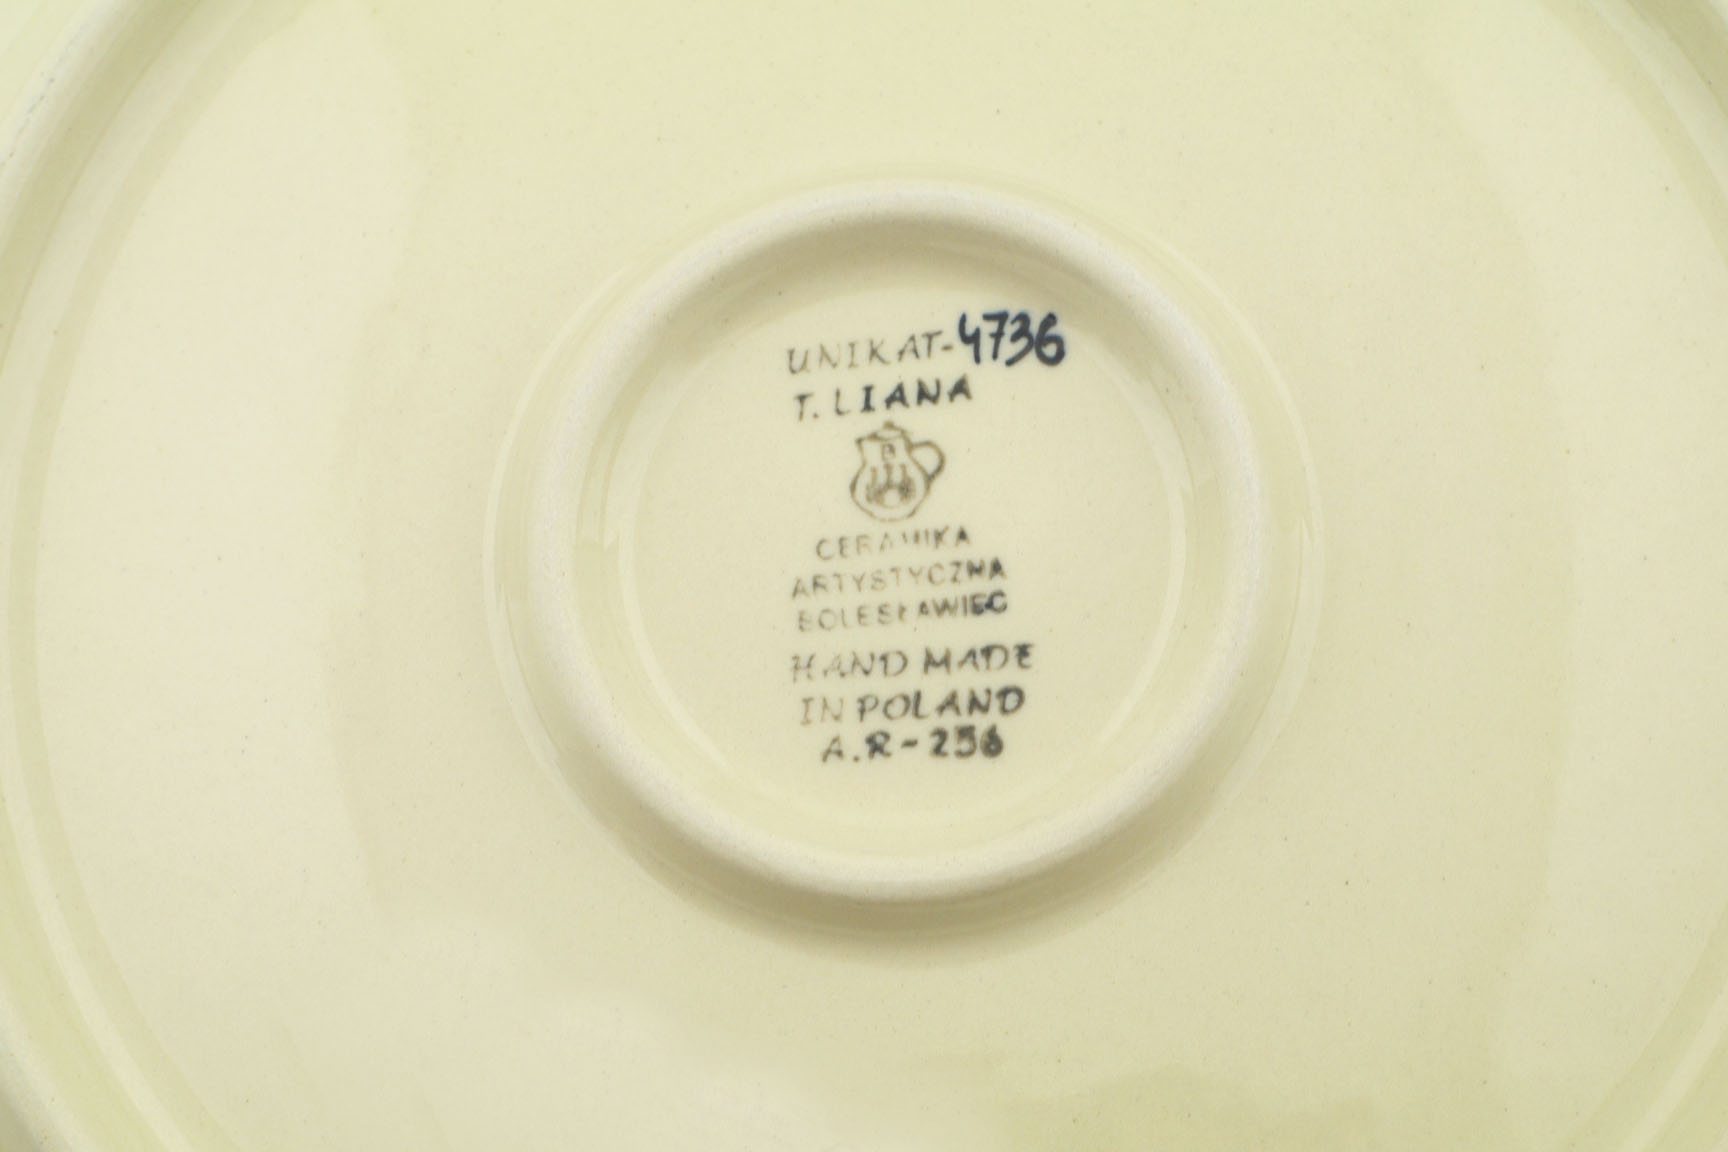 UNIKAT-4736
T. LIANA
B
CERAMIKA
ARTYSTYCZNA
BOLESŁAWIEC
HAND MADE
IN POLAND
A.R-256